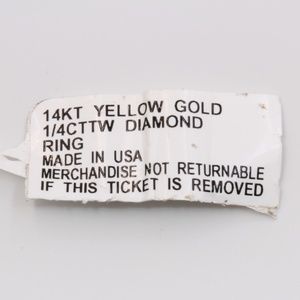 14KT YELLOW GOLD
1/4CTTW DIAMOND
RING
MADE IN USA
MERCHANDISE NOT RETURNABLE
IF THIS TICKET IS REMOVED